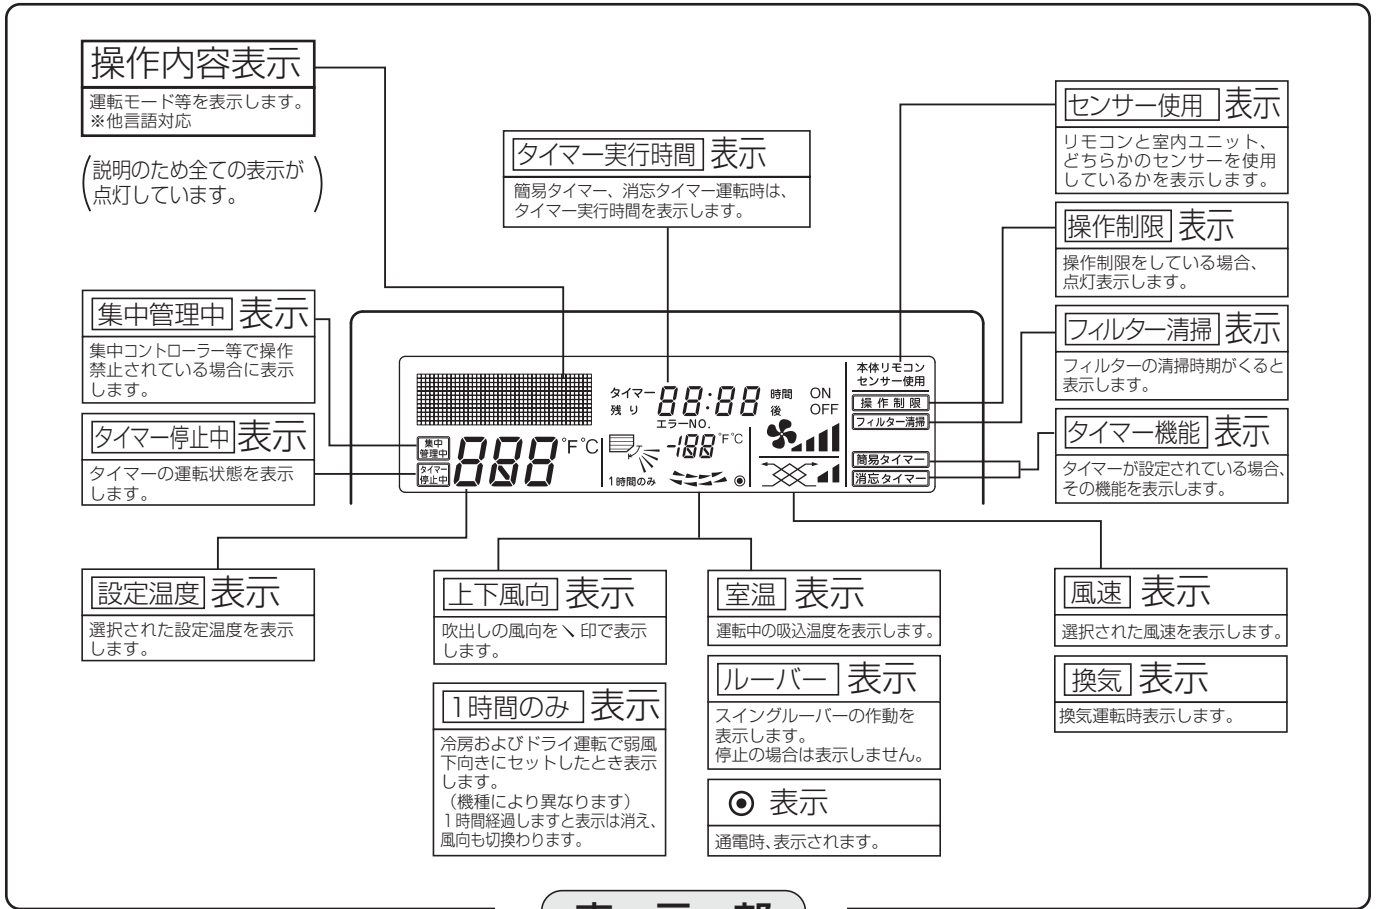 操作内容表示
運転モード等を表示します。
※他言語対応
(説明のため全ての表示が
点灯しています。)
タイマー実行時間 表示
簡易タイマー、消忘タイマー運転時は、
タイマー実行時間を表示します。
センサー使用 表示
リモコンと室内ユニット、
どちらかのセンサーを使用
しているかを表示します。
操作制限 表示
操作制限をしている場合、
点灯表示します。
フィルター清掃 表示
フィルターの清掃時期がくると
表示します。
タイマー機能 表示
タイマーが設定されている場合、
その機能を表示します。
集中管理中 表示
集中コントローラー等で操作
禁止されている場合に表示
します。
タイマー停止中 表示
タイマーの運転状態を表示
します。
タイマー 88:88 時間 ON
残り 後 OFF
エラーNO.
本体リモコン
センサー使用
操作制限
フィルター清掃
集中
管理中
タイマー
停止中
888 °F°C
-188 °F°C
1時間のみ
簡易タイマー
消忘タイマー
設定温度 表示
選択された設定温度を表示
します。
上下風向 表示
吹出しの風向を 印で表示
します。
1時間のみ 表示
冷房およびドライ運転で弱風
下向きにセットしたとき表示
します。
(機種により異なります)
1時間経過しますと表示は消え、
風向も切換わります。
室温 表示
運転中の吸込温度を表示します。
ルーバー 表示
スイングルーバーの作動を
表示します。
停止の場合は表示しません。
⦿ 表示
通電時、表示されます。
風速 表示
選択された風速を表示します。
換気 表示
換気運転時表示します。